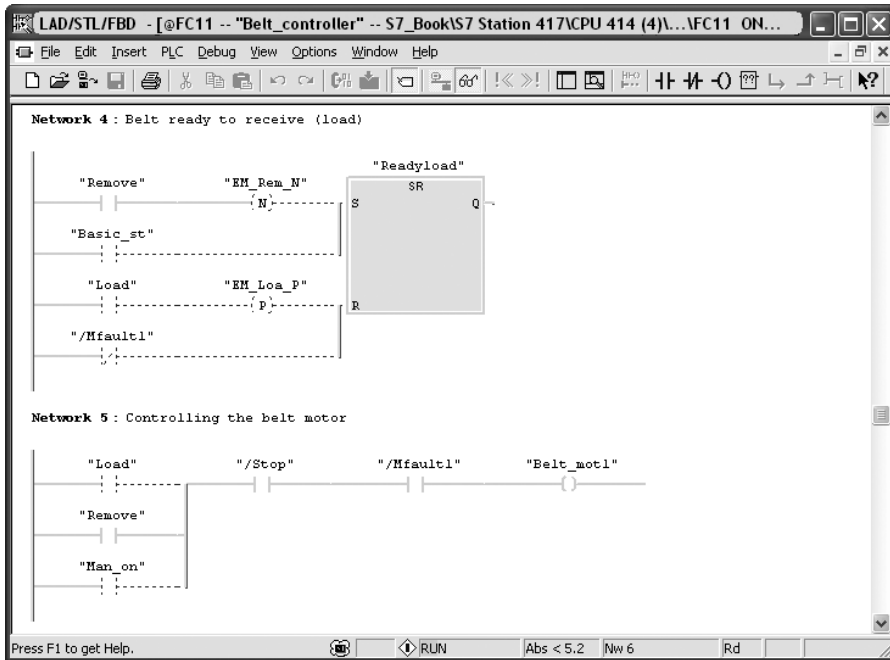 LAD/STL/FBD - [@FC11 -- "Belt_controller" -- S7_Book\S7 Station 417\CPU 414 (4)\...\FC11 ON...
File Edit Insert PLC Debug View Options Window Help
Network 4 : Belt ready to receive (load)
"Readyload"
"Remove" "EM_Rem_N" SR
N S Q
"Basic_st"
"Load" "EM_Loa_P"
P R
"/Mfault1"
Network 5 : Controlling the belt motor
"Load" "/Stop" "/Mfault1" "Belt_mot1"
"Remove"
"Man_on"
Press F1 to get Help. RUN Abs < 5.2 Nw 6 Rd